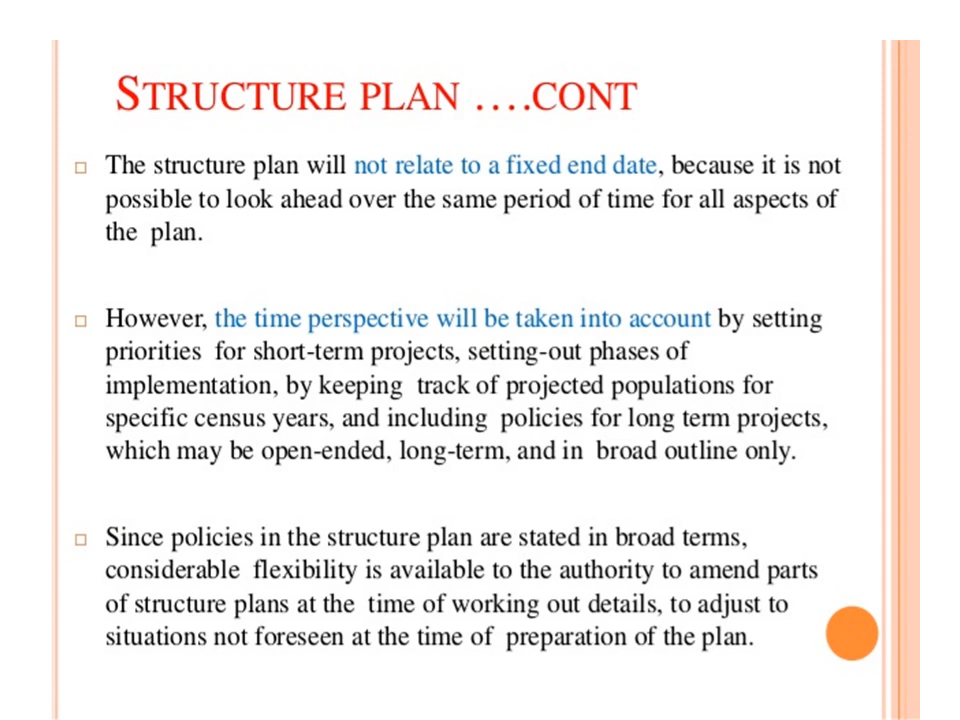 STRUCTURE PLAN ....CONT
The structure plan will not relate to a fixed end date, because it is not
possible to look ahead over the same period of time for all aspects of
the plan.
However, the time perspective will be taken into account by setting
priorities for short-term projects, setting-out phases of
implementation, by keeping track of projected populations for
specific census years, and including policies for long term projects,
which may be open-ended, long-term, and in broad outline only.
Since policies in the structure plan are stated in broad terms,
considerable flexibility is available to the authority to amend parts
of structure plans at the time of working out details, to adjust to
situations not foreseen at the time of preparation of the plan.